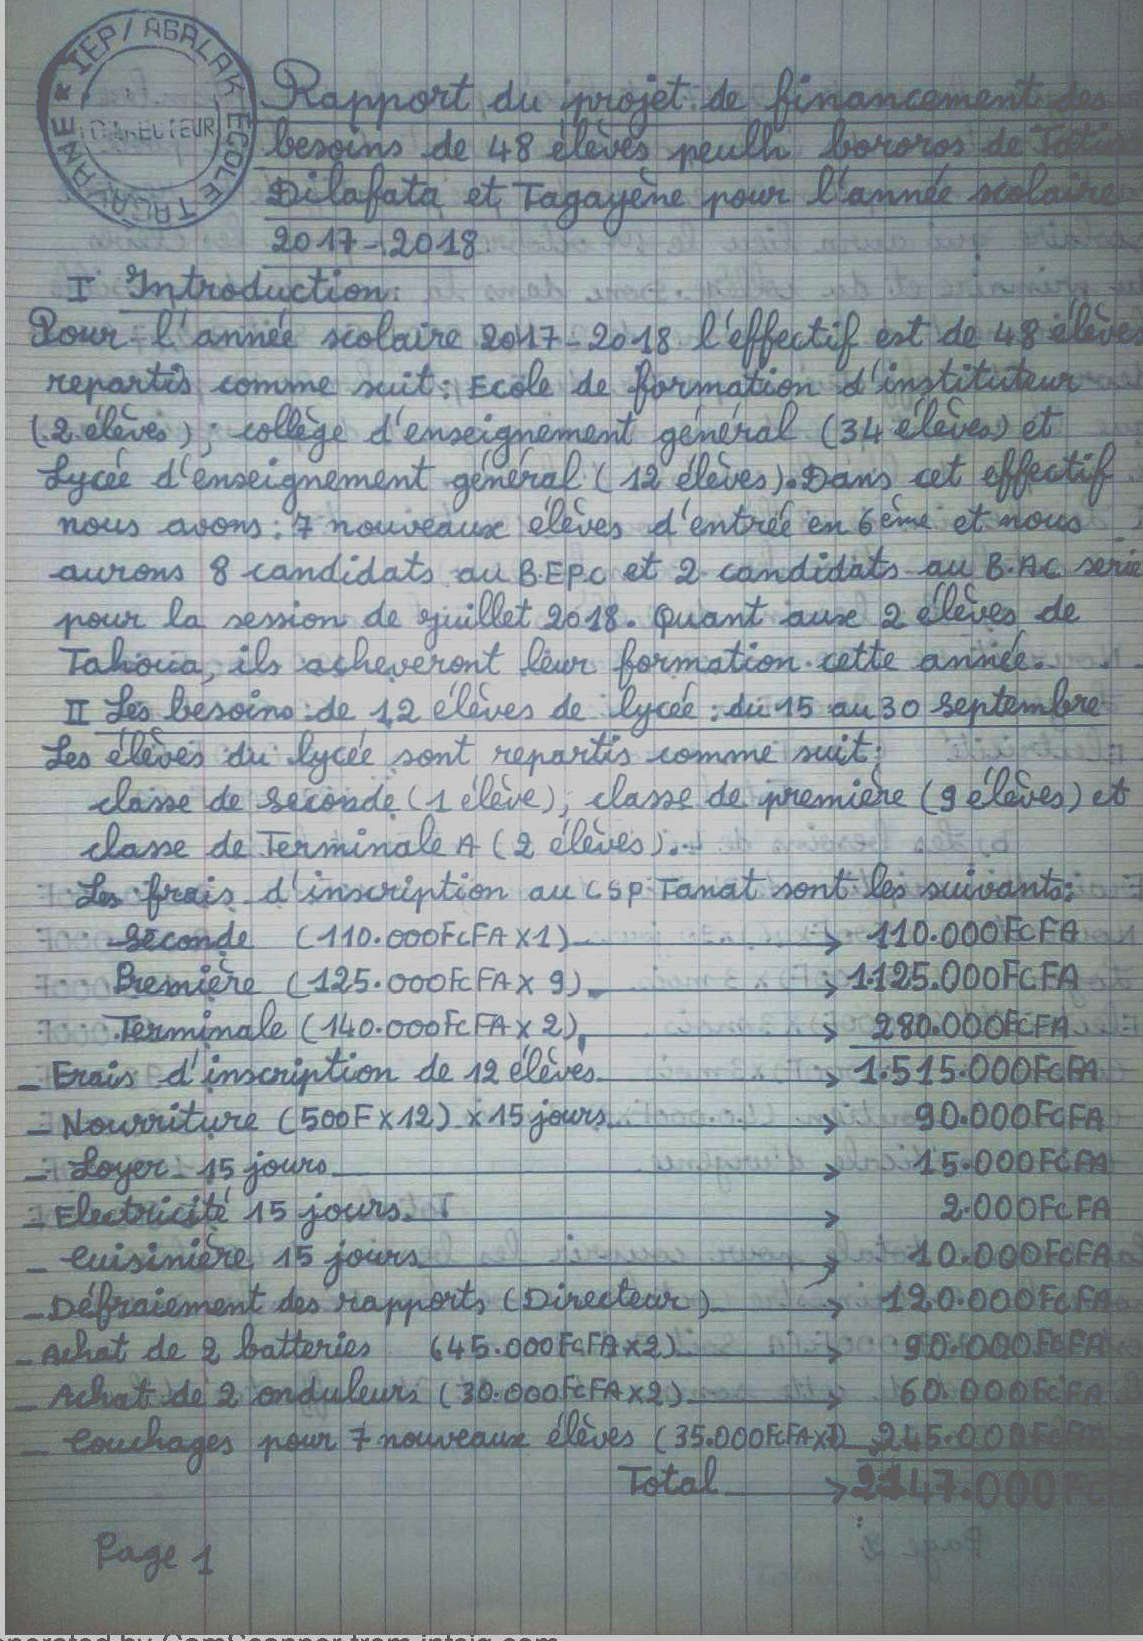 IEP/AGALAK ECOLE TAGALANE
DIRECTEUR
Rapport du projet de financement des
besoins de 48 élèves peulh bororos de
Dilafata et Tagayène pour l'année scolaire
2017-2018
I Introduction:
Pour l'année scolaire 2017-2018 l'effectif est de 48 élèves
repartis comme suit: Ecole de formation d'instituteur
(2 élèves); collège d'enseignement général (34 élèves) et
Lycée d'enseignement général (12 élèves). Dans cet effectif
nous avons: 7 nouveaux élèves d'entrée en 6ème et nous
aurons 8 candidats au B.E.P.C et 2 candidats au B.AC serie
pour la session de juillet 2018. Quant aux 2 élèves de
Tahoua, ils acheveront leur formation cette année.
II Les besoins de 12 élèves de lycée: du 15 au 30 septembre
Les élèves du lycée sont repartis comme suit:
classe de seconde (1 élève), classe de première (9 élèves) et
classe de Terminale A (2 élèves).
Les frais d'inscription au CSP Tanat sont les suivants:
Seconde (110.000FCFA x1) → 110.000FCFA
Première (125.000FCFA x 9) → 1.125.000FCFA
Terminale (140.000FCFA x 2) → 280.000FCFA
- Frais d'inscription de 12 élèves → 1.515.000FCFA
- Nourriture (500F x12) x 15 jours → 90.000FCFA
- Loyer 15 jours → 15.000FCFA
- Electricité 15 jours → 2.000FCFA
- Cuisinière 15 jours → 10.000FCFA
- Défraiement des rapports (Directeur) → 120.000FCFA
- Achat de 2 batteries (45.000FCFA x2) → 90.000FCFA
- Achat de 2 onduleurs (30.000FCFA x2) → 60.000FCFA
- Couchages pour 7 nouveaux élèves (35.000FCFA x7) 245.000FCFA
Total → 2147.000FCFA
Page 1